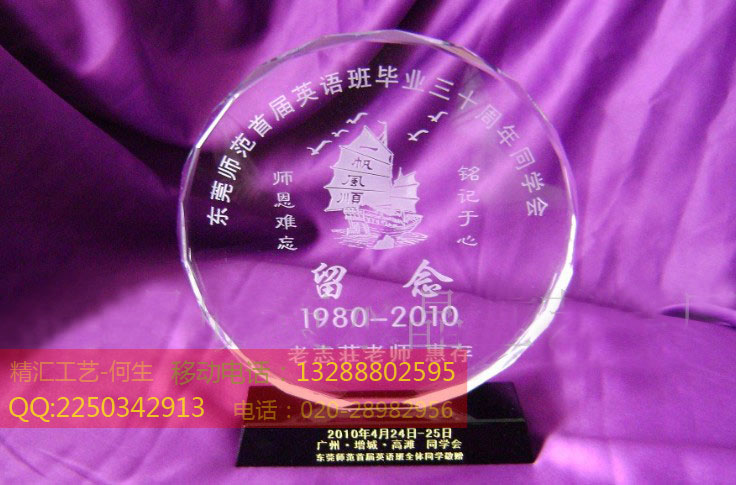 东莞师范首届英语班毕业三十周年同学会
一帆風順
师恩难忘
铭记于心
留念
1980-2010
老志莊老师 惠存
精汇工艺-何生 移动电话：13288802595
QQ:2250342913 电话：020-28982956
2010年4月24日-25日
广州·增城·高滩 同学会
东莞师范首届英语班全体同学敬赠